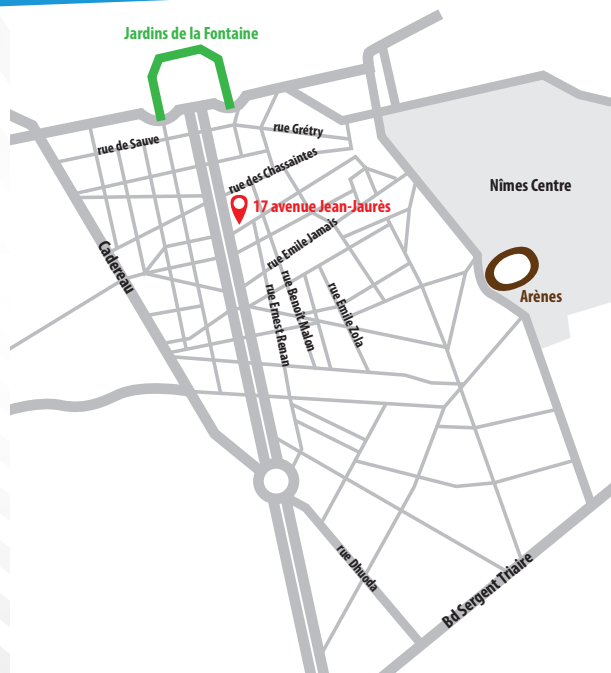 Jardins de la Fontaine
rue Grétry
rue de Sauve
rue des Chassaintes
Nîmes Centre
17 avenue Jean-Jaurès
rue Emile Jamais
Cadereau
Arènes
rue Benoît Malon
rue Emile Zola
rue Ernest Renan
rue Dhuoda
Bd Sergent Triaire